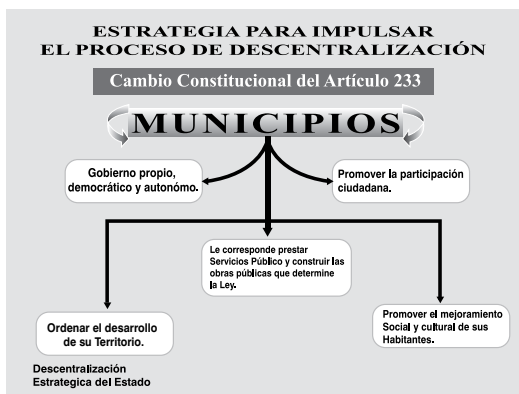 ESTRATEGIA PARA IMPULSAR
EL PROCESO DE DESCENTRALIZACIÓN
Cambio Constitucional del Artículo 233
MUNICIPIOS
Gobierno propio,
democrático y autonómo.
Promover la participación
ciudadana.
Le corresponde prestar
Servicios Público y construir las
obras públicas que determine
la Ley.
Ordenar el desarrollo
de su Territorio.
Promover el mejoramiento
Social y cultural de sus
Habitantes.
Descentralización
Estrategica del Estado